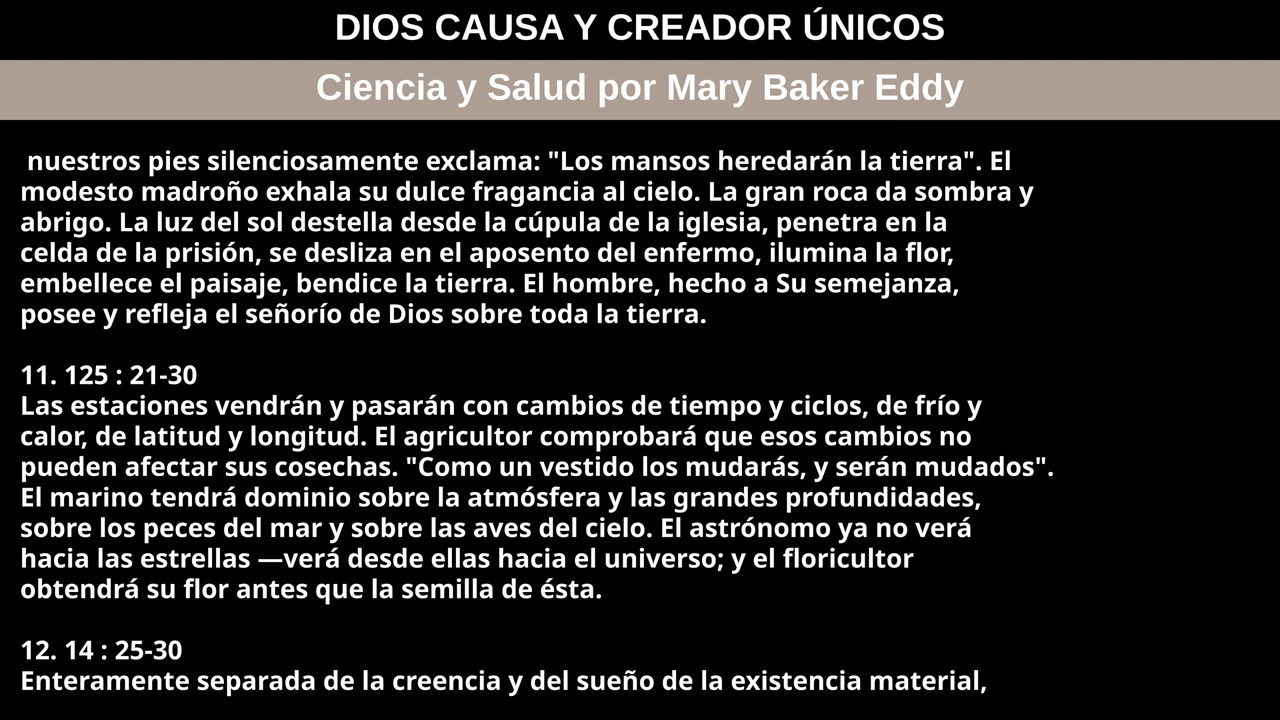 DIOS CAUSA Y CREADOR ÚNICOS
Ciencia y Salud por Mary Baker Eddy
nuestros pies silenciosamente exclama: "Los mansos heredarán la tierra". El
modesto madroño exhala su dulce fragancia al cielo. La gran roca da sombra y
abrigo. La luz del sol destella desde la cúpula de la iglesia, penetra en la
celda de la prisión, se desliza en el aposento del enfermo, ilumina la flor,
embellece el paisaje, bendice la tierra. El hombre, hecho a Su semejanza,
posee y refleja el señorío de Dios sobre toda la tierra.
11. 125 : 21-30
Las estaciones vendrán y pasarán con cambios de tiempo y ciclos, de frío y
calor, de latitud y longitud. El agricultor comprobará que esos cambios no
pueden afectar sus cosechas. "Como un vestido los mudarás, y serán mudados".
El marino tendrá dominio sobre la atmósfera y las grandes profundidades,
sobre los peces del mar y sobre las aves del cielo. El astrónomo ya no verá
hacia las estrellas —verá desde ellas hacia el universo; y el floricultor
obtendrá su flor antes que la semilla de ésta.
12. 14 : 25-30
Enteramente separada de la creencia y del sueño de la existencia material,